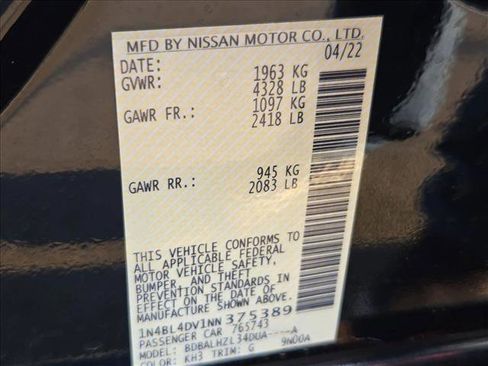 MFD BY NISSAN MOTOR CO., LTD.
DATE: 04/22
GVWR: 1963 KG
4328 LB
GAWR FR.: 1097 KG
2418 LB
GAWR RR.: 945 KG
2083 LB
THIS VEHICLE CONFORMS TO
ALL APPLICABLE FEDERAL
MOTOR VEHICLE SAFETY,
BUMPER, AND THEFT
PREVENTION STANDARDS IN
EFFECT ON THE DATE OF
MANUFACTURE SHOWN ABOVE.
1N4BL4DV1NN375389
PASSENGER CAR 765743
MODEL: BDBALHZL34DUA----A
COLOR: KH3 TRIM: G 9N00A